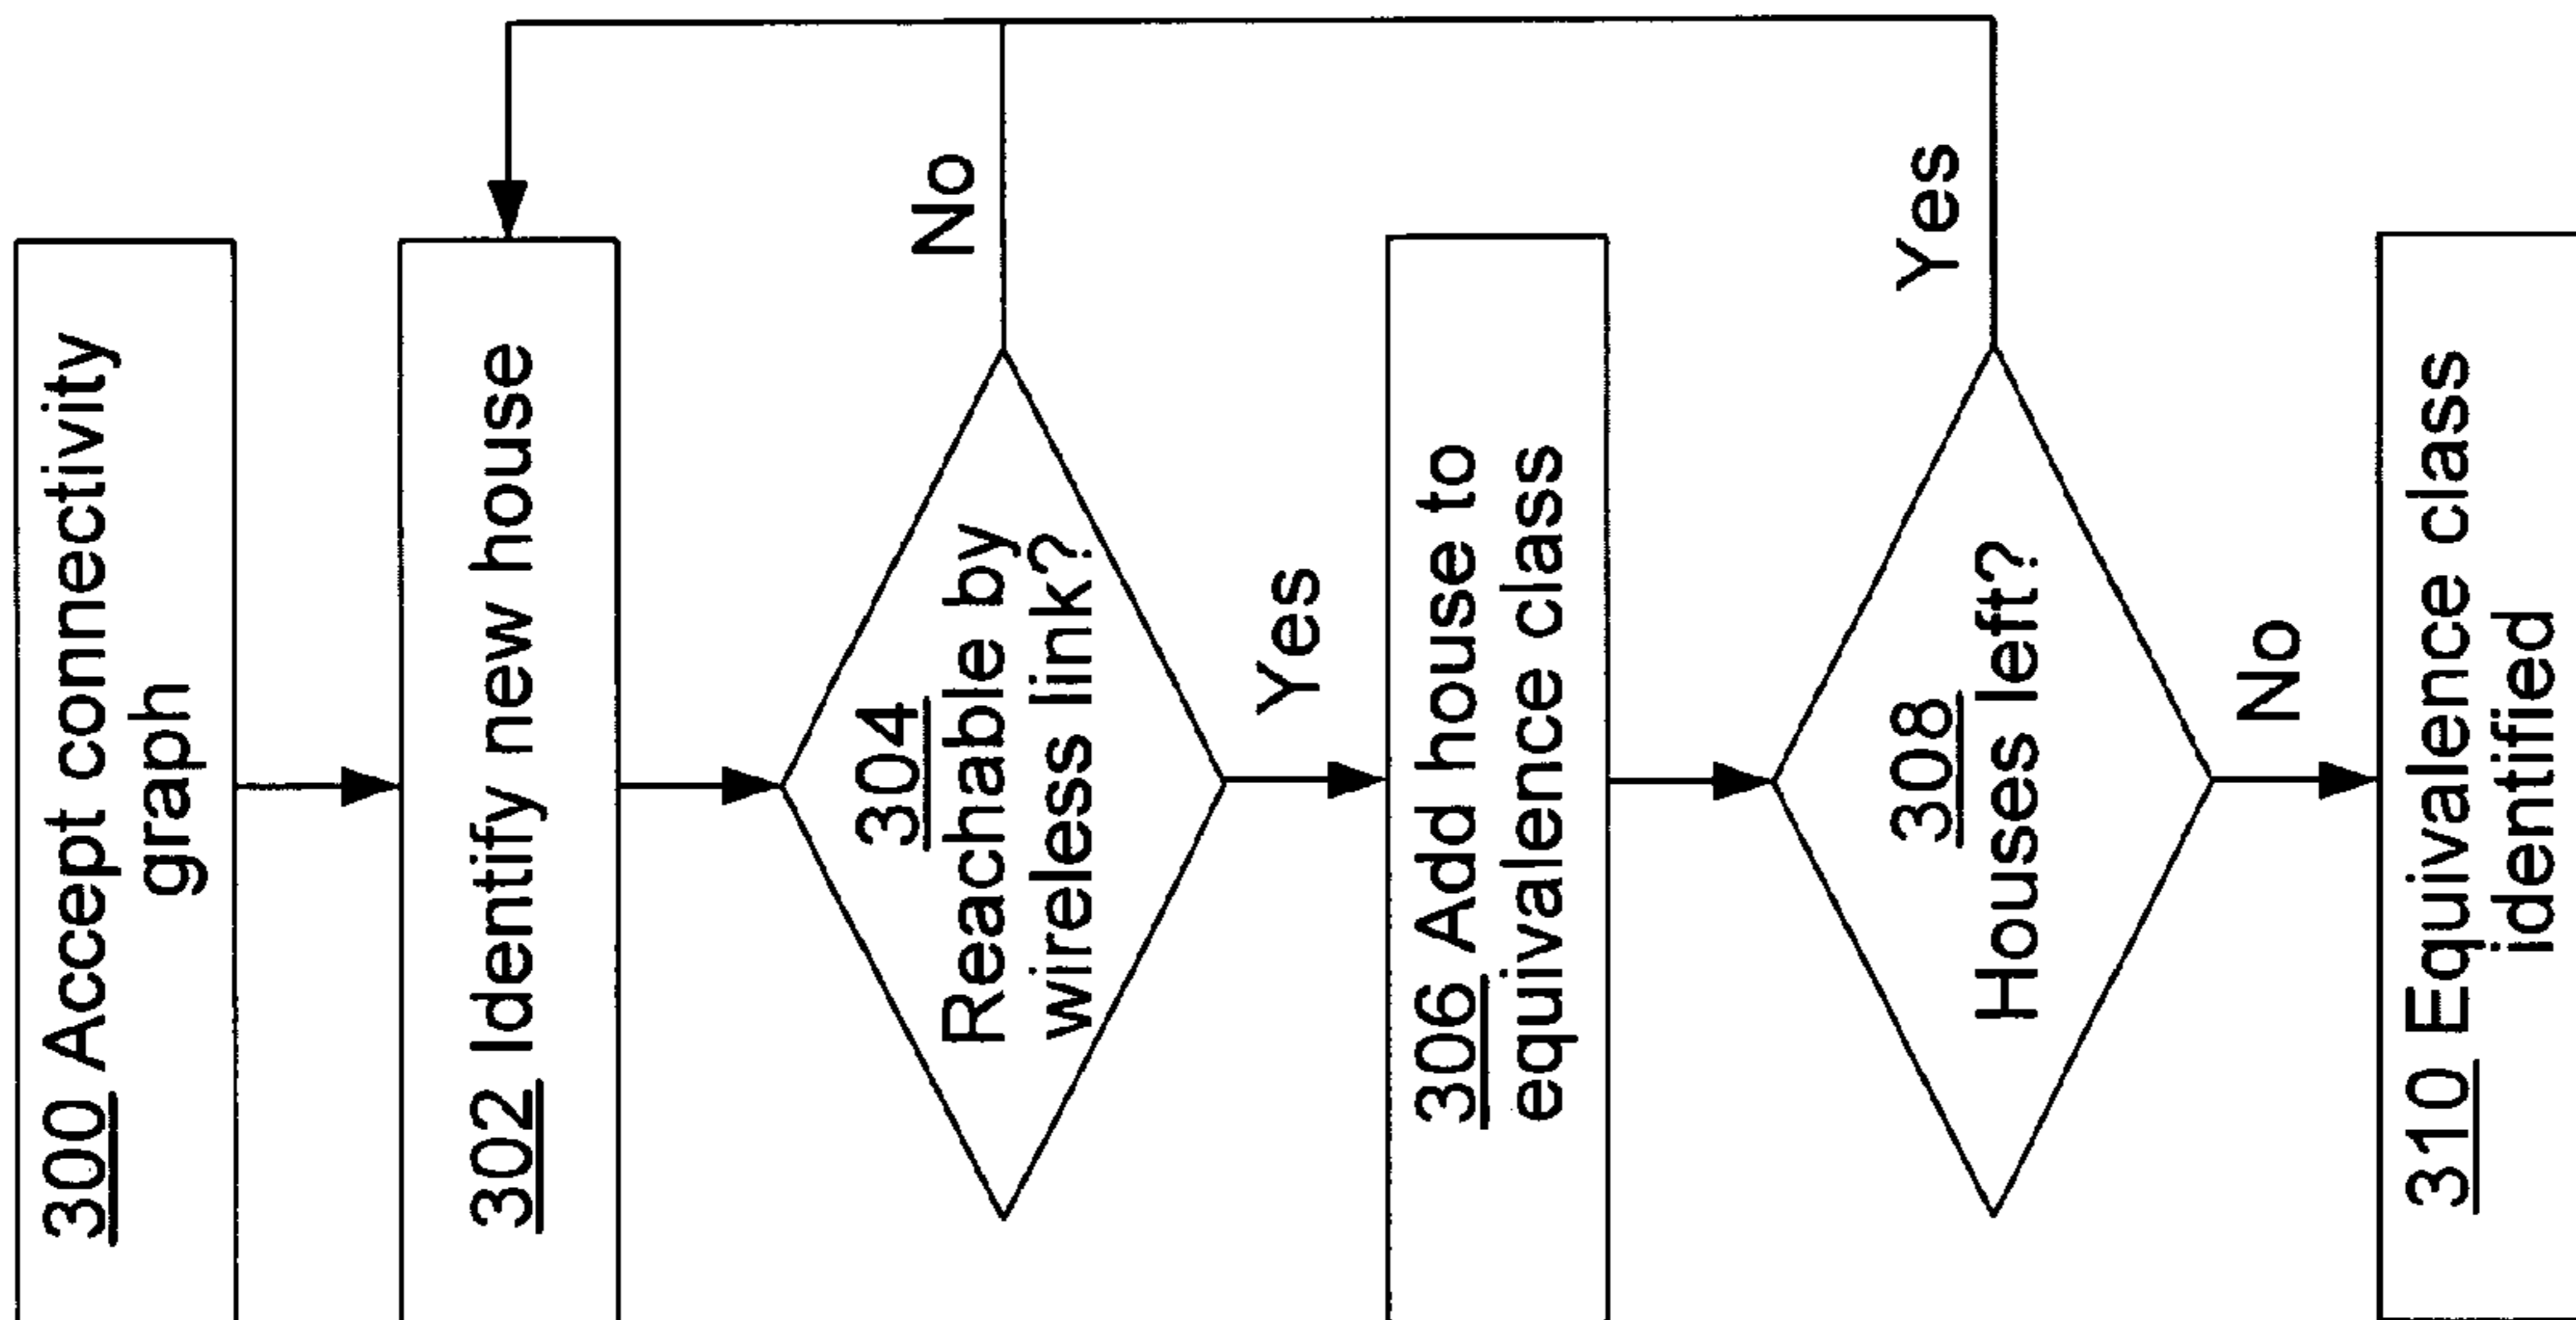 300 Accept connectivity
graph
302 Identify new house
304
Reachable by
wireless link?
No
Yes
306 Add house to
equivalence class
308
Houses left?
Yes
No
310 Equivalence class
identified